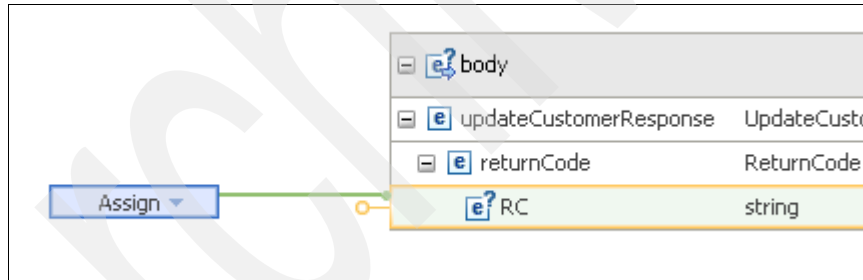 body
updateCustomerResponse UpdateCusto
returnCode ReturnCode
Assign RC string